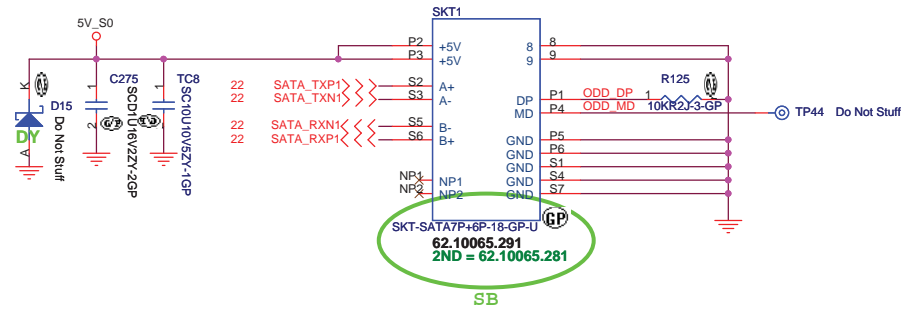 SKT1
5V_S0
P2 +5V 8 8
P3 +5V 9 9
K
1 C275
1 TC8
22 SATA_TXP1 S2 A+
22 SATA_TXN1 S3 A-
22 SATA_RXN1 S5 B-
22 SATA_RXP1 S6 B+
DP P1 ODD_DP 1 R125
MD P4 ODD_MD 10KR2J-3-GP
TP44 Do Not Stuff
D15
DY
A
Do Not Stuff
2
SCD1U16V2ZY-2GP
2
SC10U10V5ZY-1GP
GND P5
GND P6
GND S1
GND S4
GND S7
NP1 NP1
NP2 NP2
GP
SKT-SATA7P+6P-18-GP-U
62.10065.291
2ND = 62.10065.281
SB